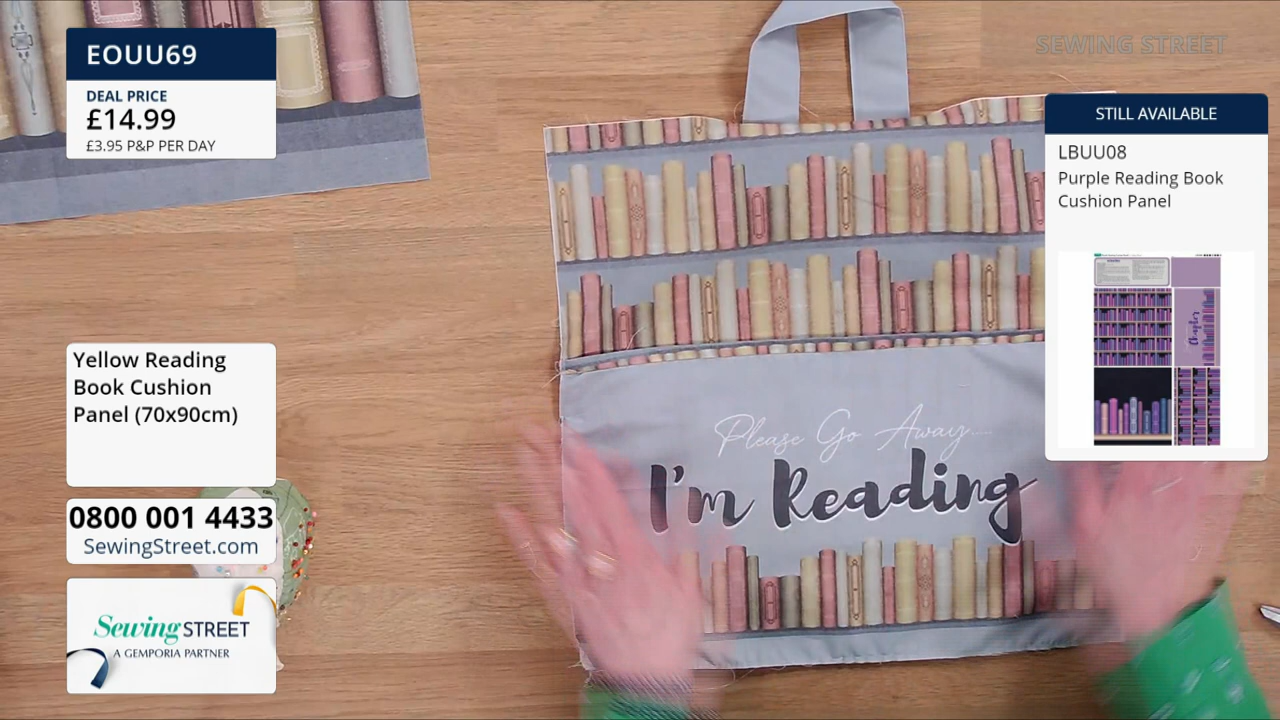 EOUU69
DEAL PRICE
£14.99
£3.95 P&P PER DAY
SEWING STREET
STILL AVAILABLE
LBUU08
Purple Reading Book
Cushion Panel
Chapter
Yellow Reading
Book Cushion
Panel (70x90cm)
Please Go Away....
I'm Reading
0800 001 4433
SewingStreet.com
Sewing STREET
A GEMPORIA PARTNER